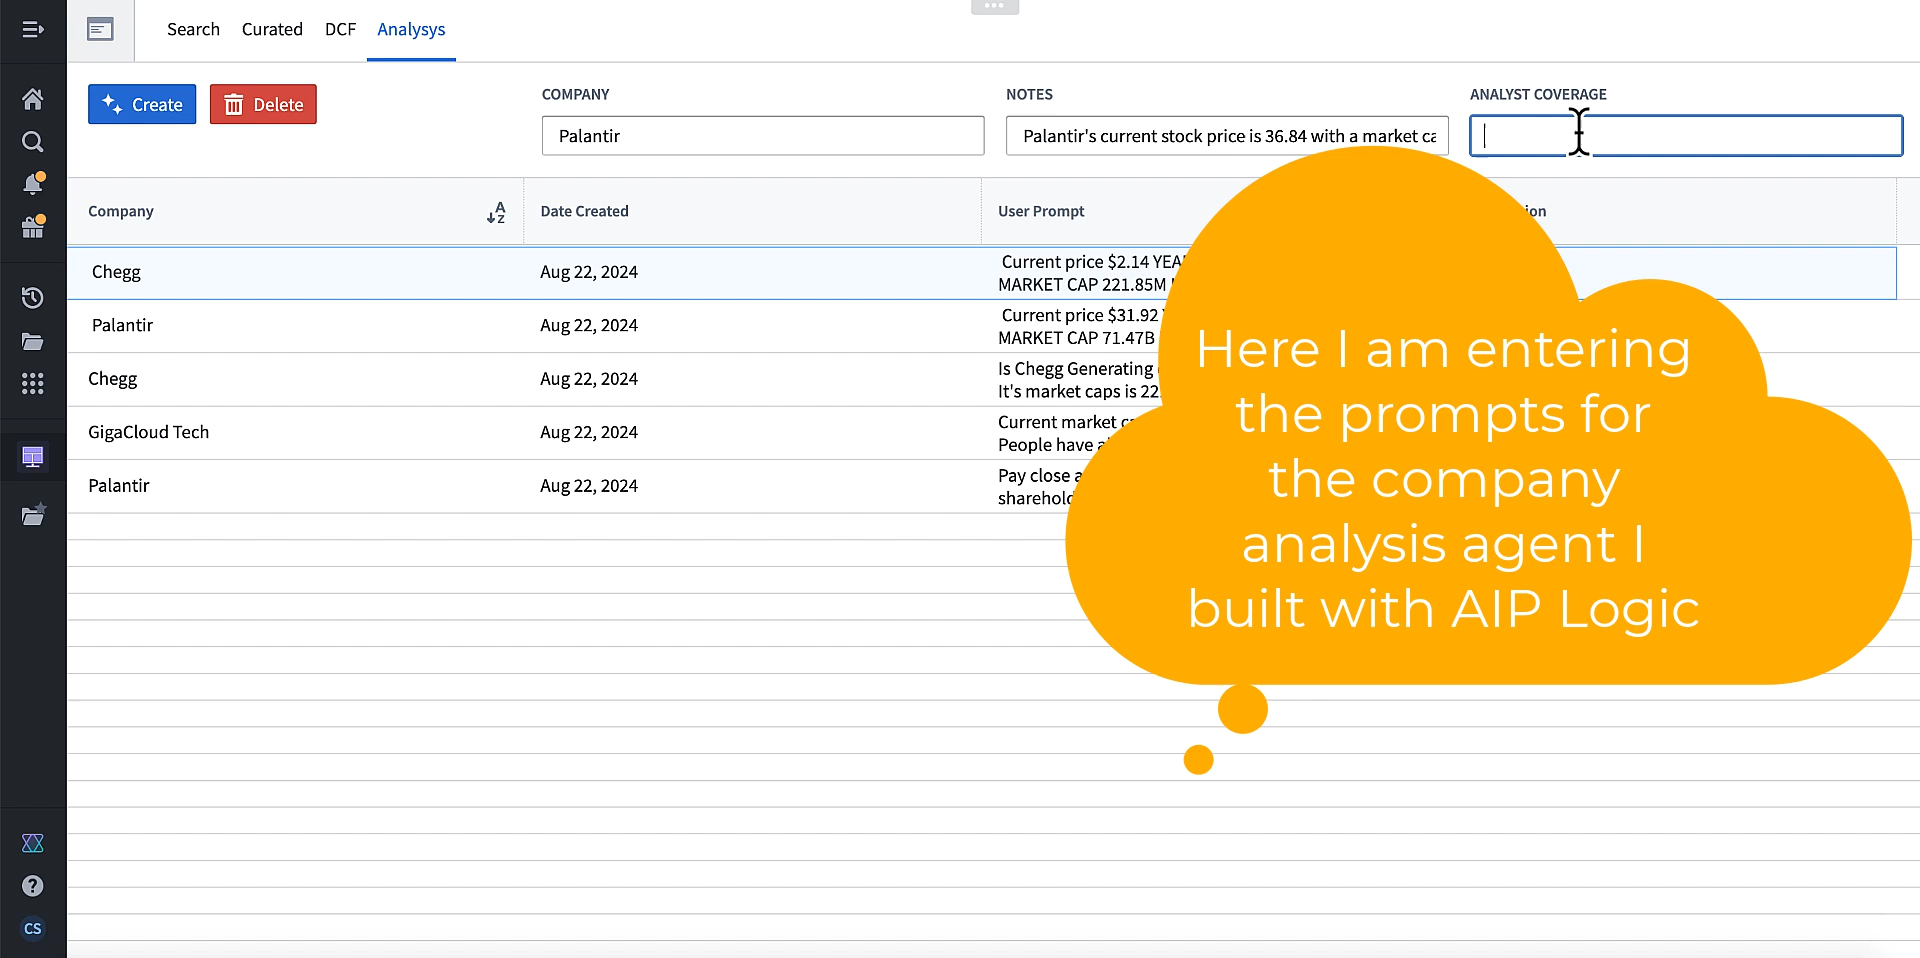 Search Curated DCF Analysys
Create Delete
COMPANY NOTES ANALYST COVERAGE
Palantir Palantir's current stock price is 36.84 with a market ca
Company Date Created User Prompt ion
Chegg Aug 22, 2024 Current price $2.14 YEA
MARKET CAP 221.85M
Palantir Aug 22, 2024 Current price $31.92
MARKET CAP 71.47B
Chegg Aug 22, 2024 Is Chegg Generating
It's market caps is 22
GigaCloud Tech Aug 22, 2024 Current market c
People have a
Palantir Aug 22, 2024 Pay close a
sharehold
Here I am entering
the prompts for
the company
analysis agent I
built with AIP Logic
CS